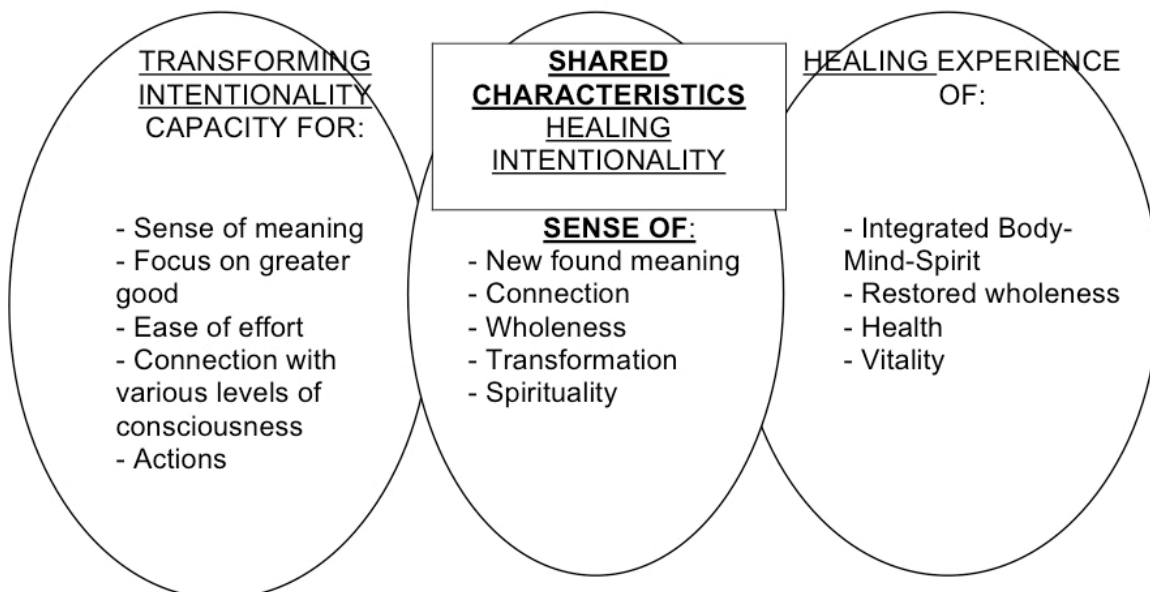 TRANSFORMING
INTENTIONALITY
CAPACITY FOR:
- Sense of meaning
- Focus on greater
good
- Ease of effort
- Connection with
various levels of
consciousness
- Actions
SHARED
CHARACTERISTICS
HEALING
INTENTIONALITY
SENSE OF:
- New found meaning
- Connection
- Wholeness
- Transformation
- Spirituality
HEALING EXPERIENCE
OF:
- Integrated Body-
Mind-Spirit
- Restored wholeness
- Health
- Vitality